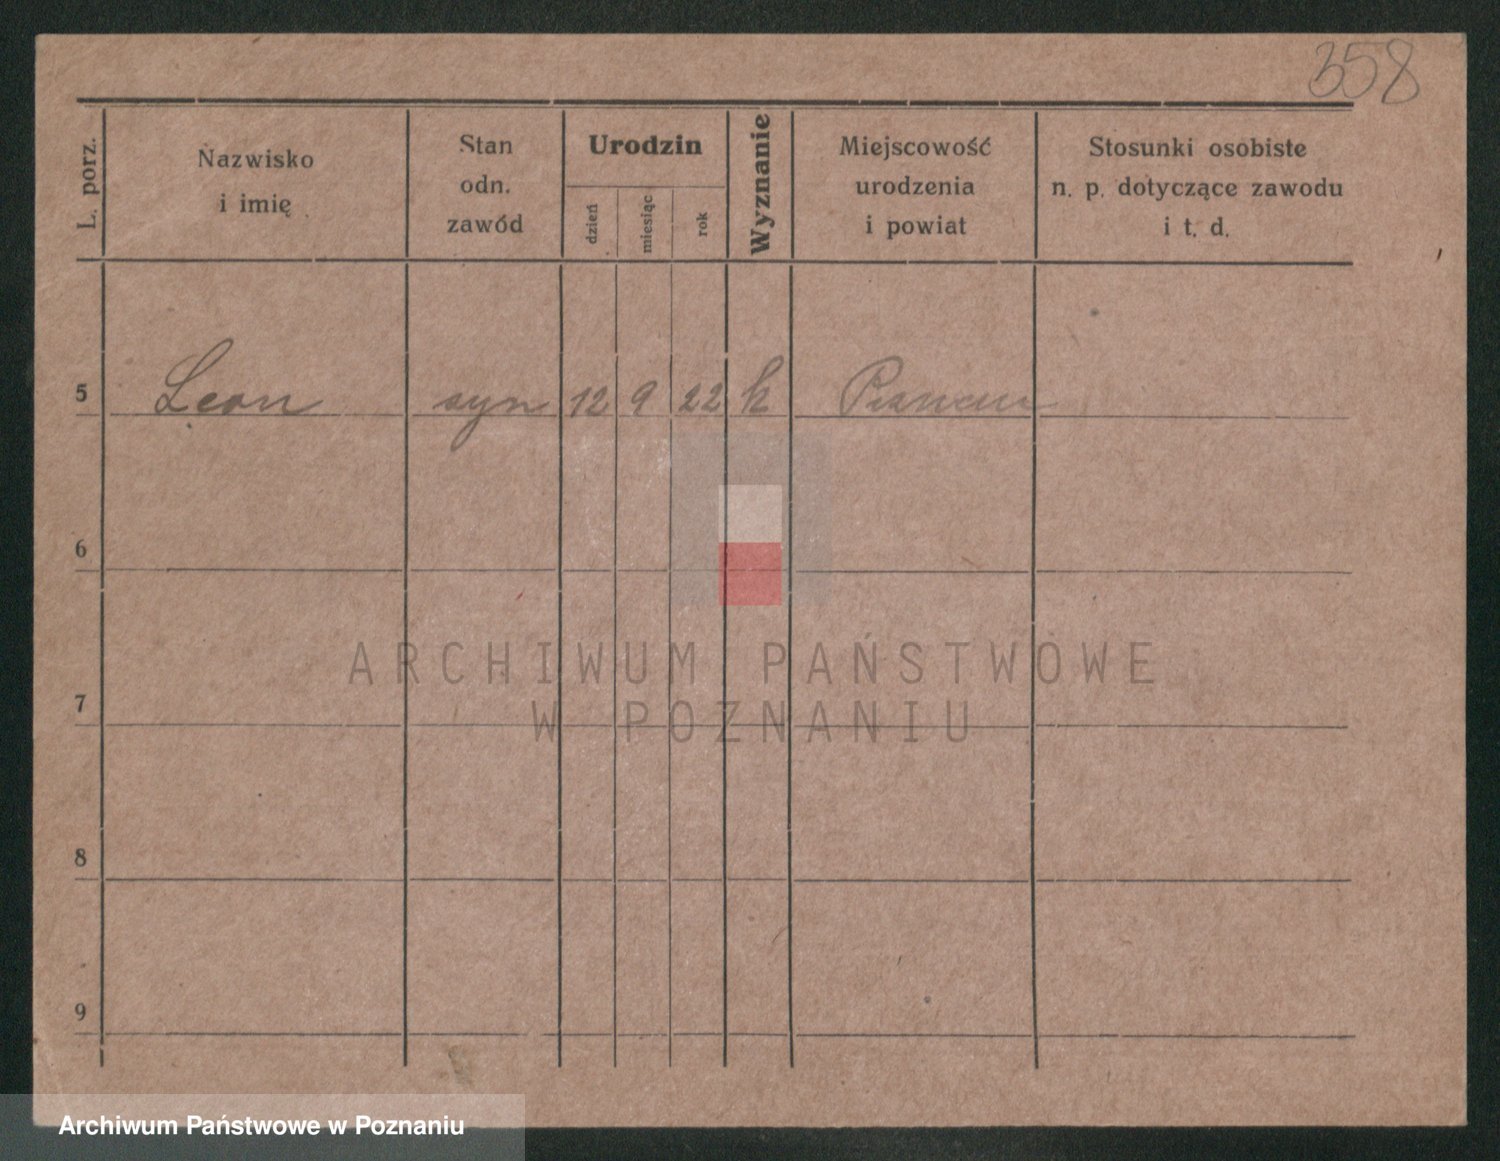 358
L. porz.
Nazwisko
i imię
Stan
odn.
zawód
Urodzin
dzień
miesiąc
rok
Wyznanie
Miejscowość
urodzenia
i powiat
Stosunki osobiste
n. p. dotyczące zawodu
i t. d.
5 Leon syn 12 9 22 k
6
7
8
9
ARCHIWUM PAŃSTWOWE
W POZNANIU
Archiwum Państwowe w Poznaniu